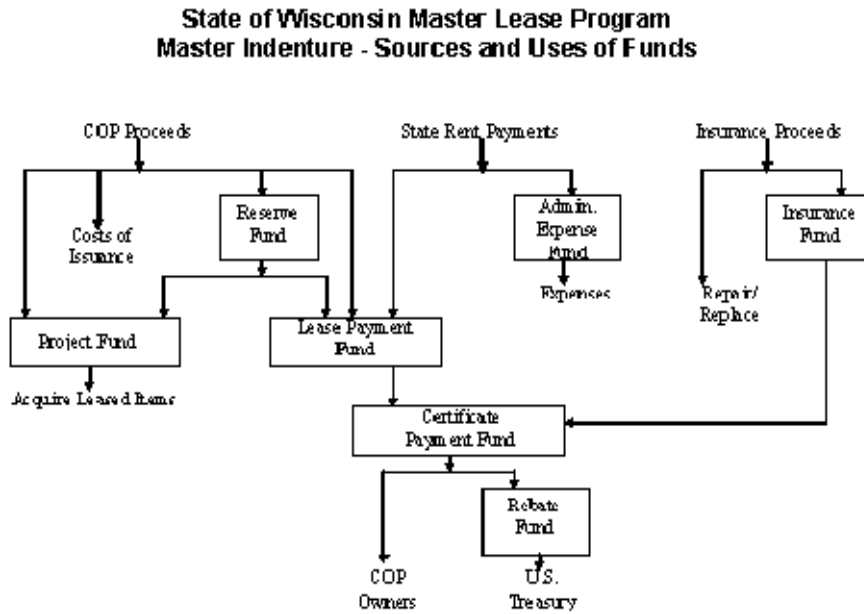 State of Wisconsin Master Lease Program
Master Indenture - Sources and Uses of Funds
COP Proceeds
State Rent Payments
Insurance Proceeds
Reserve
Fund
Costs of
Issuance
Admin.
Expense
Fund
Insurance
Fund
Expenses
Repair/
Replace
Project Fund
Lease Payment
Fund
Acquire Leased Items
Certificate
Payment Fund
Rebate
Fund
COP
Owners
U.S.
Treasury